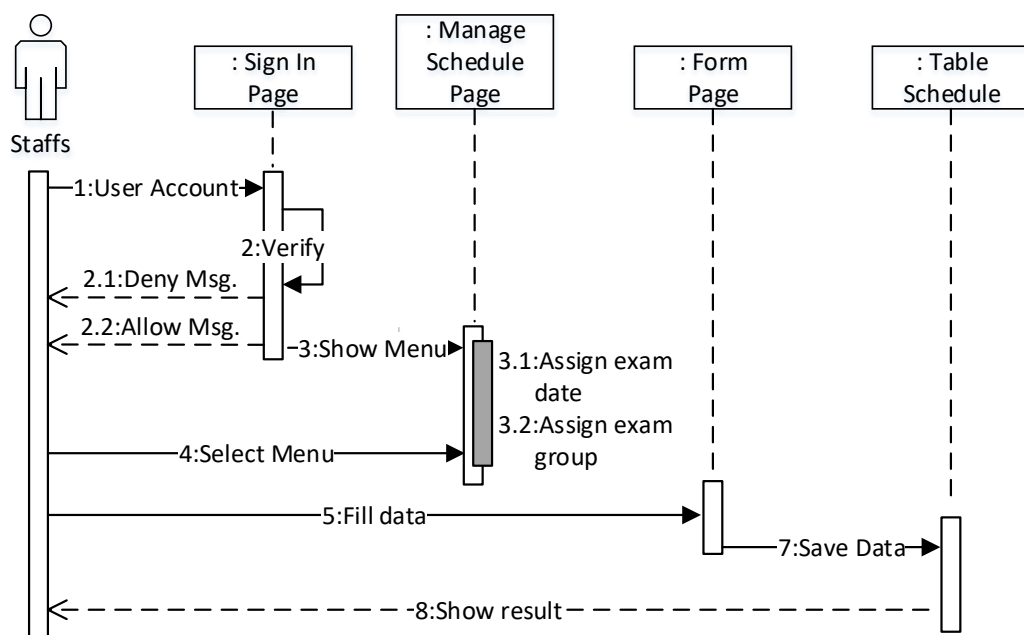 : Sign In
Page
: Manage
Schedule
Page
: Form
Page
: Table
Schedule
Staffs
1:User Account
2:Verify
2.1:Deny Msg.
2.2:Allow Msg.
3:Show Menu
3.1:Assign exam
date
3.2:Assign exam
group
4:Select Menu
5:Fill data
7:Save Data
8:Show result